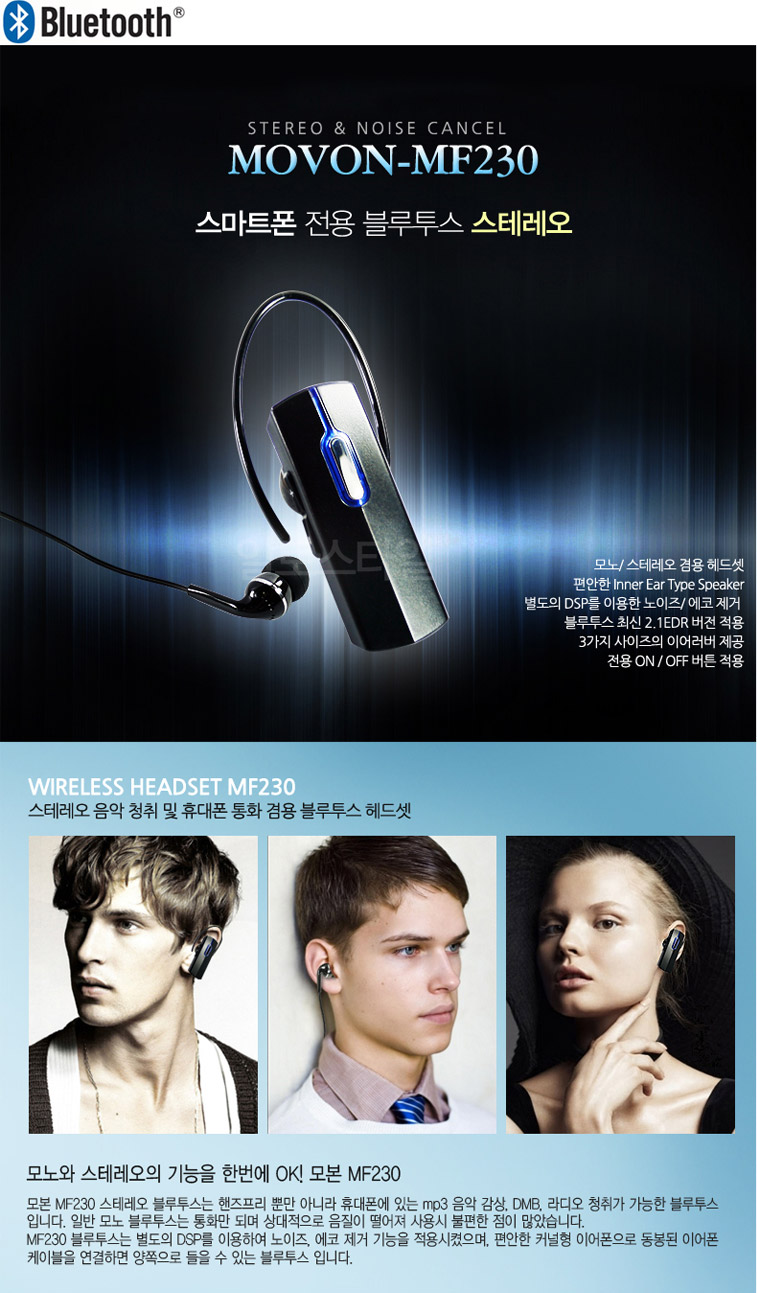 Bluetooth®
STEREO & NOISE CANCEL
MOVON-MF230
스마트폰 전용 블루투스 스테레오
모노/ 스테레오 겸용 헤드셋
편안한 Inner Ear Type Speaker
별도의 DSP를 이용한 노이즈/ 에코 제거
블루투스 최신 2.1EDR 버전 적용
3가지 사이즈의 이어러버 제공
전용 ON / OFF 버튼 적용
WIRELESS HEADSET MF230
스테레오 음악 청취 및 휴대폰 통화 겸용 블루투스 헤드셋
모노와 스테레오의 기능을 한번에 OK! 모본 MF230
모본 MF230 스테레오 블루투스는 핸즈프리 뿐만 아니라 휴대폰에 있는 mp3 음악 감상, DMB, 라디오 청취가 가능한 블루투스
입니다. 일반 모노 블루투스는 통화만 되며 상대적으로 음질이 떨어져 사용시 불편한 점이 많았습니다.
MF230 블루투스는 별도의 DSP를 이용하여 노이즈, 에코 제거 기능을 적용시켰으며, 편안한 커널형 이어폰으로 동봉된 이어폰
케이블을 연결하면 양쪽으로 들을 수 있는 블루투스 입니다.